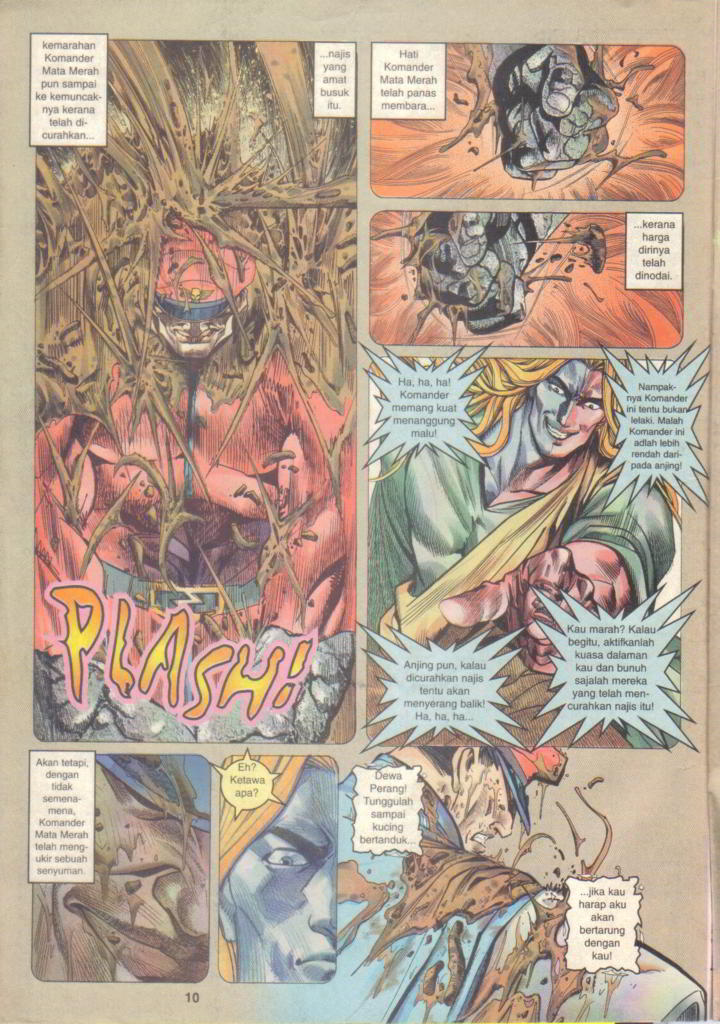 kemarahan
Komander
Mata Merah
pun sampai
ke kemuncak-
nya kerana
telah di-
curahkan...
...najis
yang
amat
busuk
itu.
Hati
Komander
Mata Merah
telah panas
membara...
...kerana
harga
dirinya
telah
dinodai.
PLASH!
Ha, ha, ha!
Komander
memang kuat
menanggung
malu!
Nampak-
nya Komander
ini tentu bukan
lelaki. Malah
Komander ini
adlah lebih
rendah dari-
pada anjing!
Anjing pun, kalau
dicurahkan najis
tentu akan
menyerang balik!
Ha, ha, ha...
Kau marah? Kalau
begitu, aktifkanlah
kuasa dalaman
kau dan bunuh
sajalah mereka
yang telah men-
curahkan najis itu!
Akan tetapi,
dengan
tidak
semena-
mena,
Komander
Mata Merah
telah meng-
ukir sebuah
senyuman.
Eh?
Ketawa
apa?
Dewa
Perang!
Tunggulah
sampai
kucing
bertanduk...
...jika kau
harap aku
akan
bertarung
dengan
kau!
10